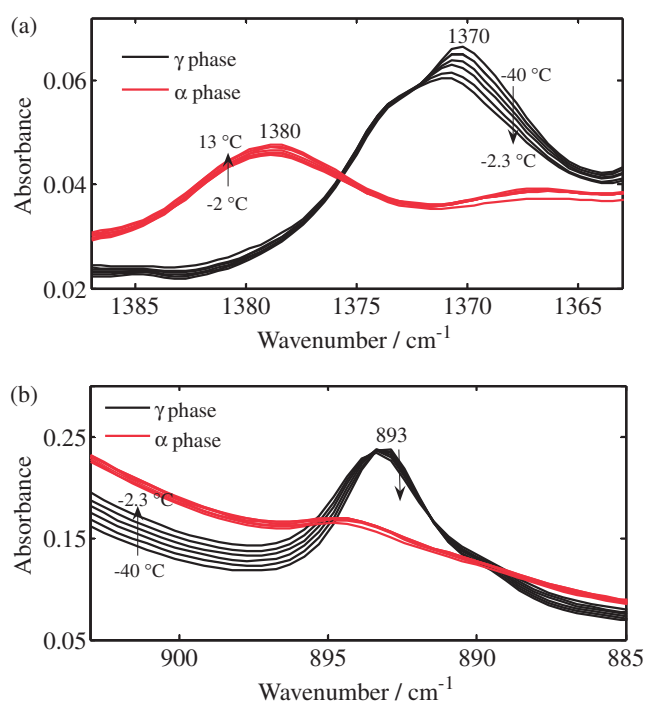 (a)
γ phase
α phase
1370
-40 °C
-2.3 °C
13 °C
1380
-2 °C
0.06
0.04
0.02
Absorbance
1385
1380
1375
1370
1365
Wavenumber / cm-1
(b)
γ phase
α phase
893
-2.3 °C
-40 °C
0.25
0.15
0.05
Absorbance
900
895
890
885
Wavenumber / cm-1